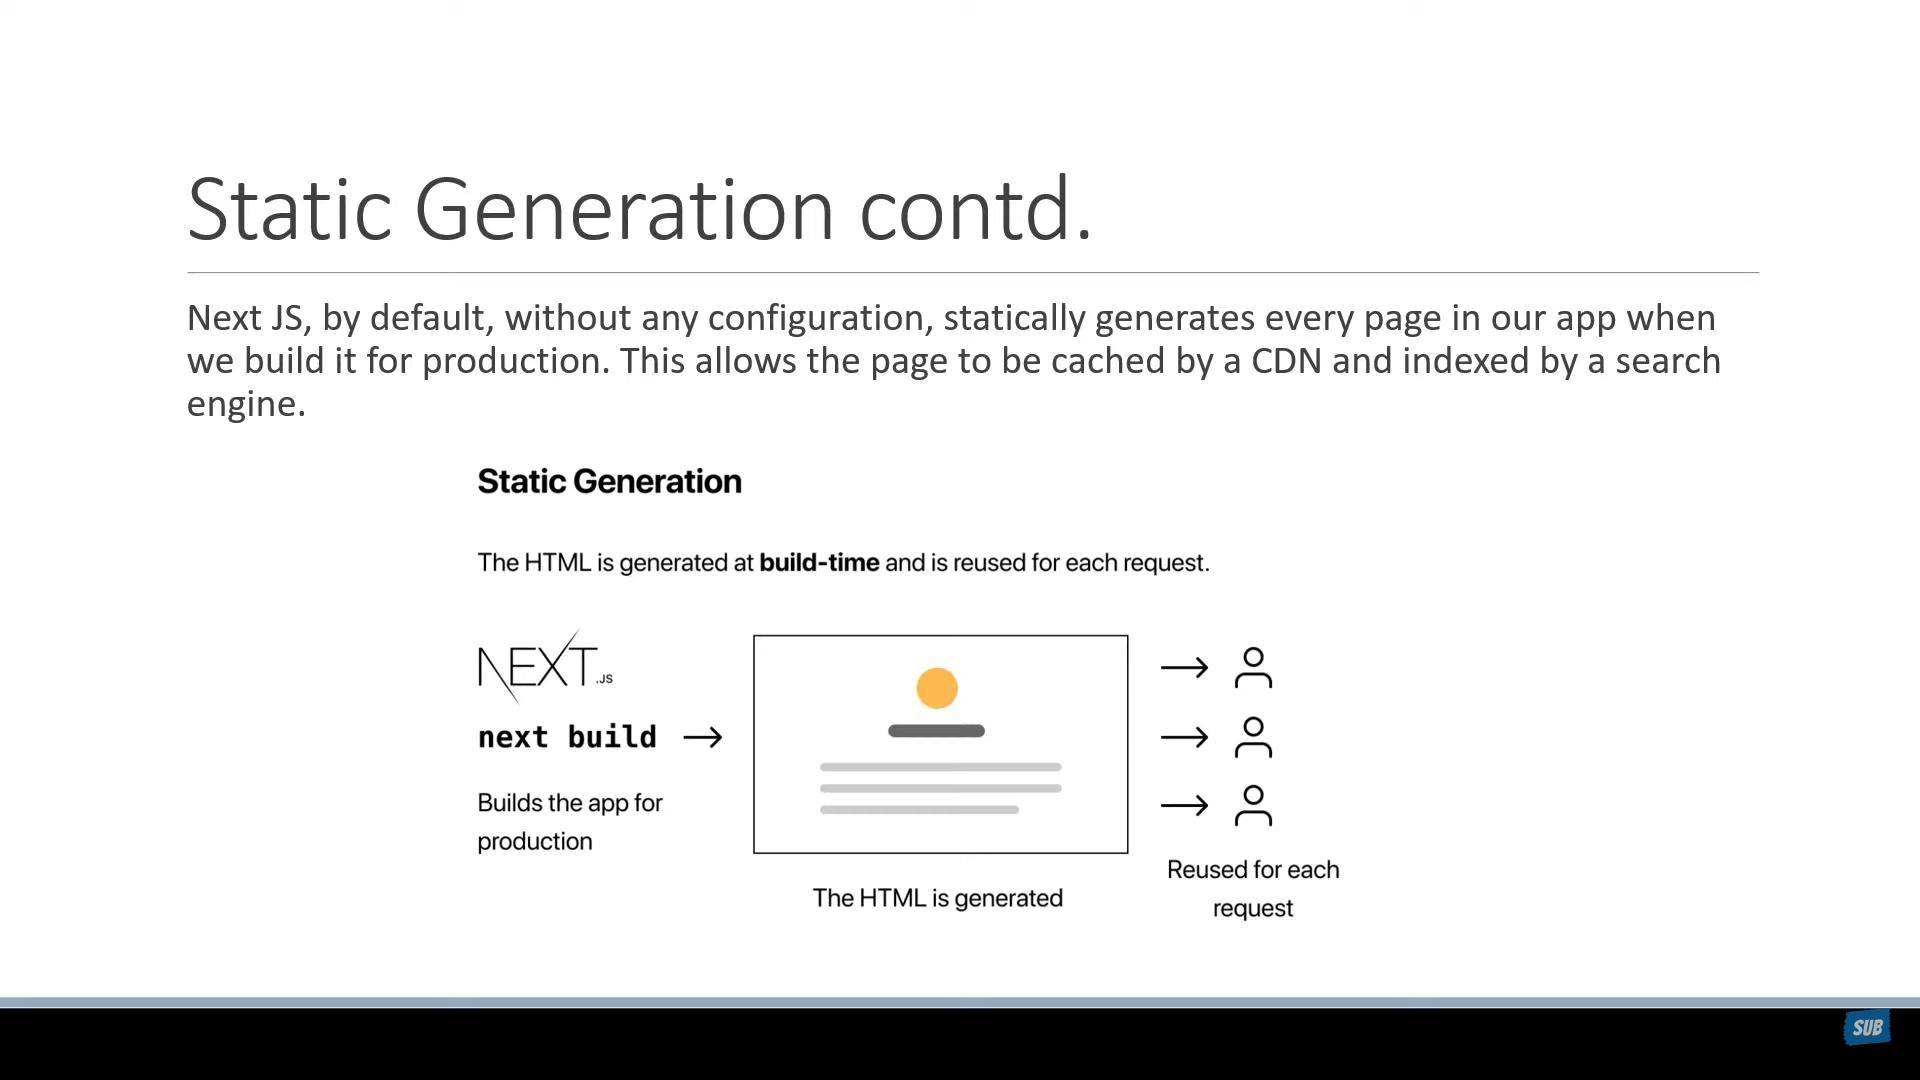 Static Generation contd.
Next JS, by default, without any configuration, statically generates every page in our app when
we build it for production. This allows the page to be cached by a CDN and indexed by a search
engine.
Static Generation
The HTML is generated at build-time and is reused for each request.
NEXT.JS
next build
Builds the app for
production
The HTML is generated
Reused for each
request
SUB